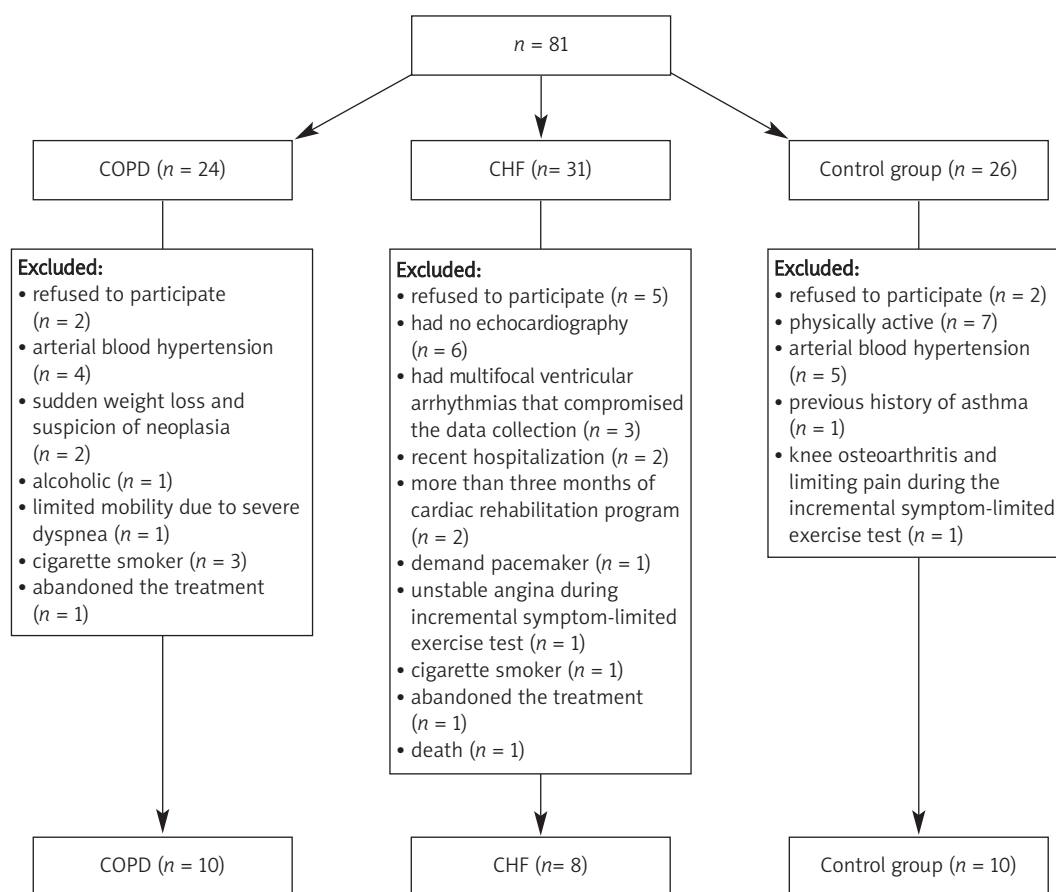 n = 81
COPD (n = 24)
CHF (n= 31)
Control group (n = 26)
Excluded:
• refused to participate
(n = 2)
• arterial blood hypertension
(n = 4)
• sudden weight loss and
suspicion of neoplasia
(n = 2)
• alcoholic (n = 1)
• limited mobility due to severe
dyspnea (n = 1)
• cigarette smoker (n = 3)
• abandoned the treatment
(n = 1)
Excluded:
• refused to participate (n = 5)
• had no echocardiography
(n = 6)
• had multifocal ventricular
arrhythmias that compromised
the data collection (n = 3)
• recent hospitalization (n = 2)
• more than three months of
cardiac rehabilitation program
(n = 2)
• demand pacemaker (n = 1)
• unstable angina during
incremental symptom-limited
exercise test (n = 1)
• cigarette smoker (n = 1)
• abandoned the treatment
(n = 1)
• death (n = 1)
Excluded:
• refused to participate (n = 2)
• physically active (n = 7)
• arterial blood hypertension
(n = 5)
• previous history of asthma
(n = 1)
• knee osteoarthritis and
limiting pain during the
incremental symptom-limited
exercise test (n = 1)
COPD (n = 10)
CHF (n= 8)
Control group (n = 10)